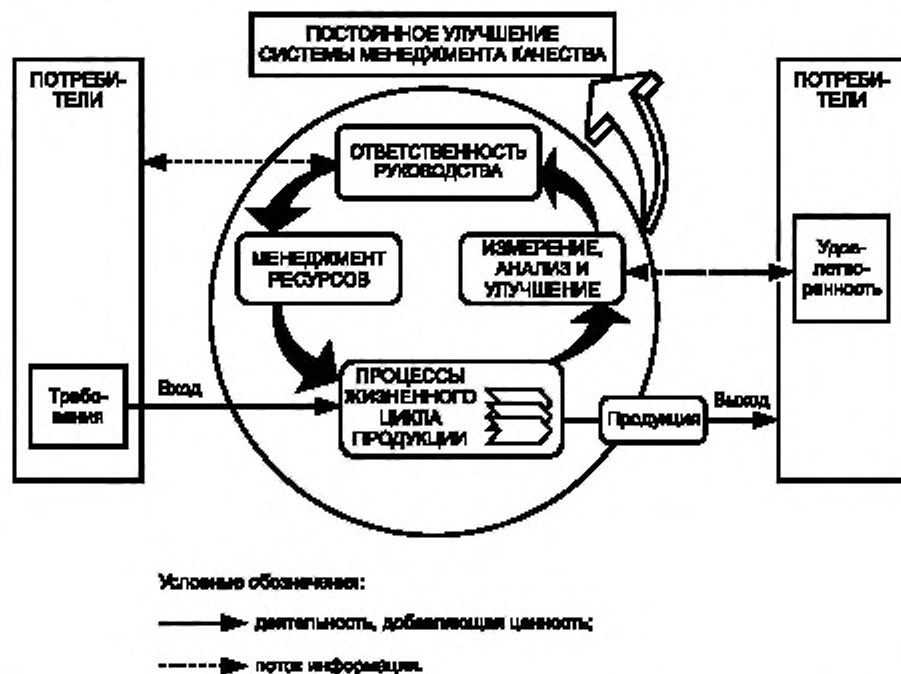 ПОСТОЯННОЕ УЛУЧШЕНИЕ
СИСТЕМЫ МЕНЕДЖМЕНТА КАЧЕСТВА
ПОТРЕБИ-
ТЕЛИ
ПОТРЕБИ-
ТЕЛИ
ОТВЕТСТВЕННОСТЬ
РУКОВОДСТВА
МЕНЕДЖМЕНТ
РЕСУРСОВ
ИЗМЕРЕНИЕ,
АНАЛИЗ И
УЛУЧШЕНИЕ
Удов-
летво-
ренность
Требо-
вания
Вход
ПРОЦЕССЫ
ЖИЗНЕННОГО
ЦИКЛА
ПРОДУКЦИИ
Продукция
Выход
Условные обозначения:
деятельность, добавляющая ценность;
поток информации.